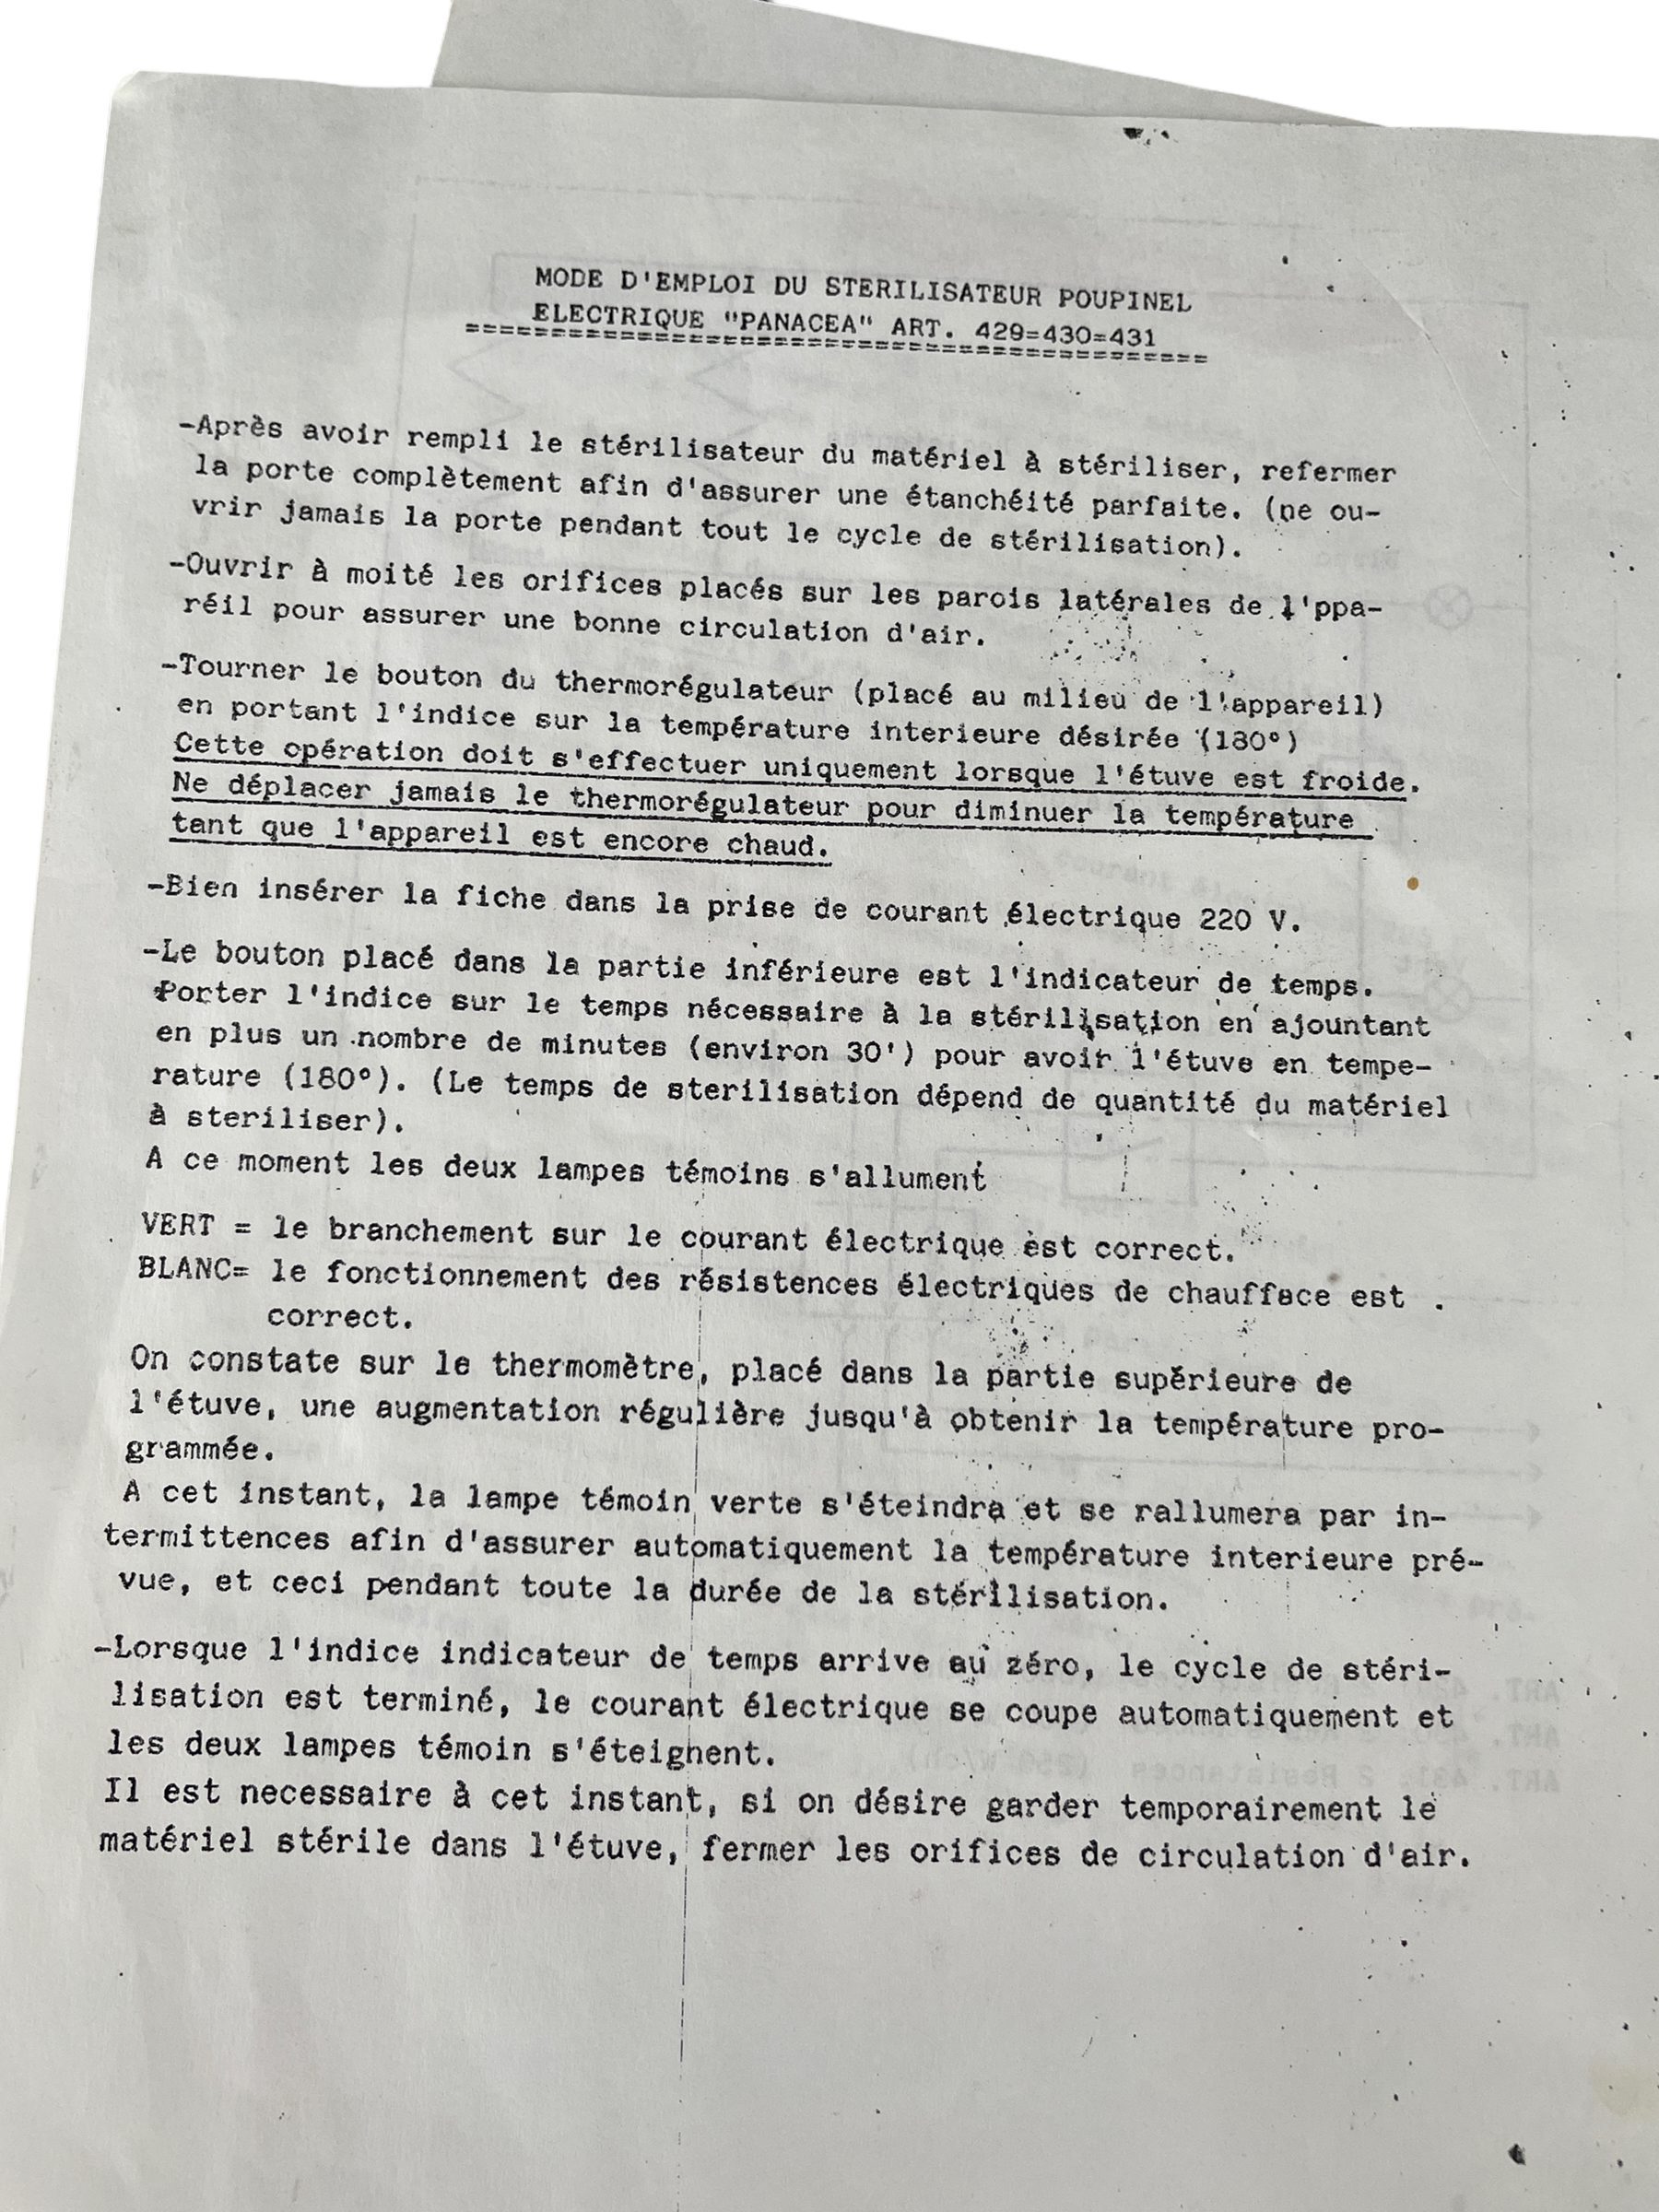 MODE D'EMPLOI DU STERILISATEUR POUPINEL
ELECTRIQUE "PANACEA" ART. 429=430=431
=====================================================
-Après avoir rempli le stérilisateur du matériel à stériliser, refermer
la porte complètement afin d'assurer une étanchéité parfaite. (ne ou-
vrir jamais la porte pendant tout le cycle de stérilisation).
-Ouvrir à moité les orifices placés sur les parois latérales de l'ppa-
réil pour assurer une bonne circulation d'air.
-Tourner le bouton du thermorégulateur (placé au milieu de l'appareil)
en portant l'indice sur la température interieure désirée (180°)
Cette opération doit s'effectuer uniquement lorsque l'étuve est froide.
Ne déplacer jamais le thermorégulateur pour diminuer la température
tant que l'appareil est encore chaud.
-Bien insérer la fiche dans la prise de courant électrique 220 V.
-Le bouton placé dans la partie inférieure est l'indicateur de temps.
Porter l'indice sur le temps nécessaire à la stérilisation en ajountant
en plus un nombre de minutes (environ 30') pour avoir l'étuve en tempe-
rature (180°). (Le temps de sterilisation dépend de quantité du matériel
à steriliser).
A ce moment les deux lampes témoins s'allument
VERT = le branchement sur le courant électrique est correct.
BLANC= le fonctionnement des résistences électriques de chaufface est .
correct.
On constate sur le thermomètre, placé dans la partie supérieure de
l'étuve, une augmentation régulière jusqu'à obtenir la température pro-
grammée.
A cet instant, la lampe témoin verte s'éteindra et se rallumera par in-
termittences afin d'assurer automatiquement la température interieure pré-
vue, et ceci pendant toute la durée de la stérilisation.
-Lorsque l'indice indicateur de temps arrive au zéro, le cycle de stéri-
lisation est terminé, le courant électrique se coupe automatiquement et
les deux lampes témoin s'éteignent.
Il est necessaire à cet instant, si on désire garder temporairement le
matériel stérile dans l'étuve, fermer les orifices de circulation d'air.